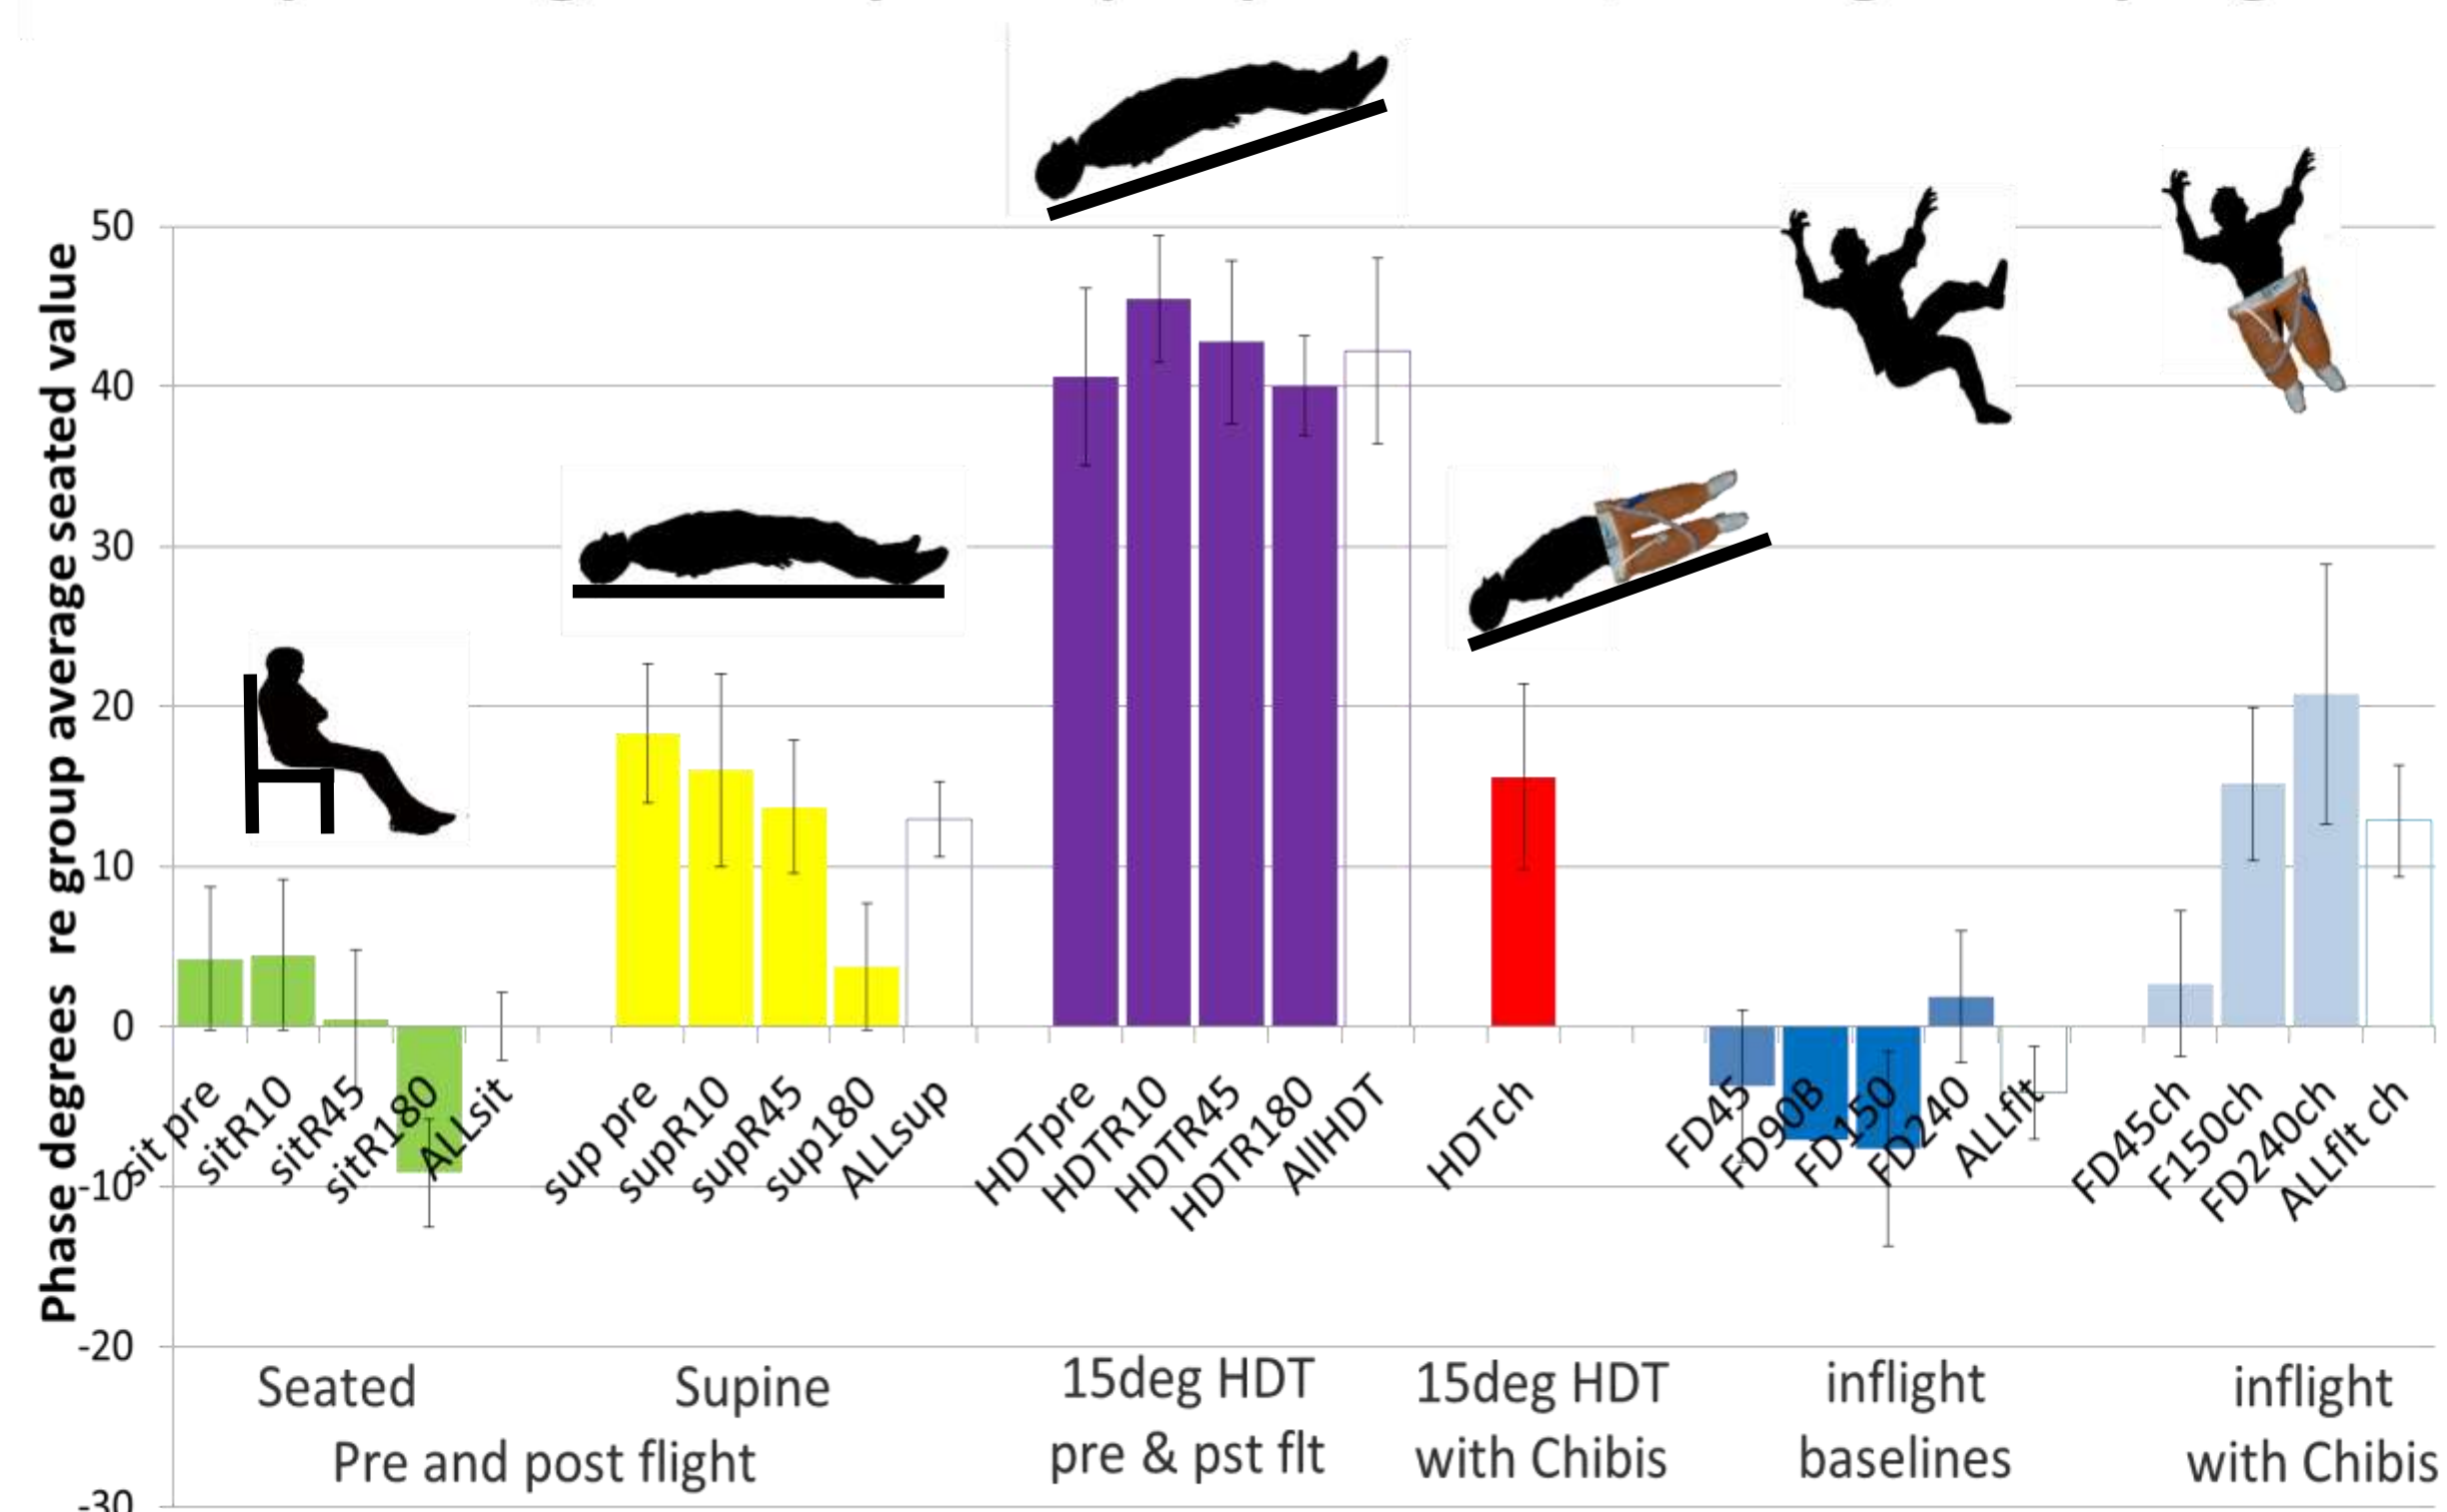 Phase degrees re group average seated value
50
40
30
20
10
0
-10
-20
-30
sit pre
sitR10
sitR45
sitR180
ALLsit
sup pre
supR10
supR45
sup180
ALLsup
HDTpre
HDTR10
HDTR45
HDTR180
AllHDT
HDTch
FD45
FD90B
FD150
FD240
ALLflt
FD45ch
F150ch
FD240ch
ALLflt ch
Seated
Supine
Pre and post flight
15deg HDT
pre & pst flt
15deg HDT
with Chibis
inflight
baselines
inflight
with Chibis